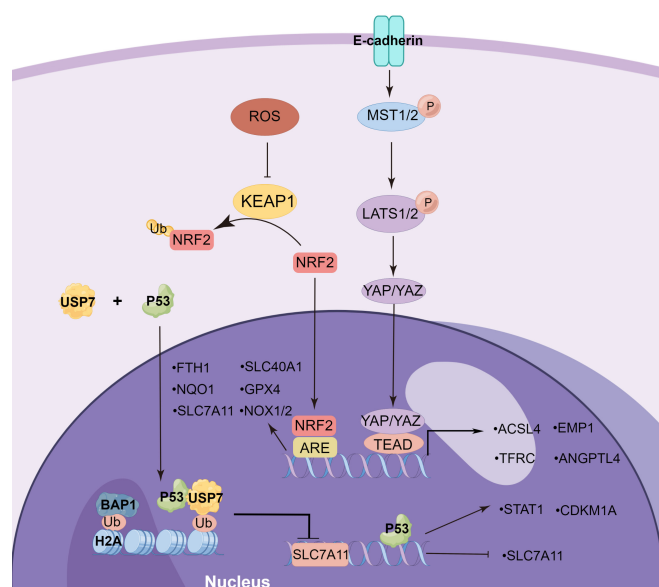 E-cadherin
MST1/2
P
ROS
KEAP1
LATS1/2
P
Ub
NRF2
NRF2
YAP/YAZ
USP7 + P53
•FTH1 •SLC40A1
•NQO1 •GPX4
•SLC7A11 •NOX1/2
NRF2
ARE
YAP/YAZ
TEAD
•ACSL4 •EMP1
•TFRC •ANGPTL4
BAP1
Ub
H2A
P53
USP7
Ub
SLC7A11
P53
•STAT1 •CDKM1A
•SLC7A11
Nucleus